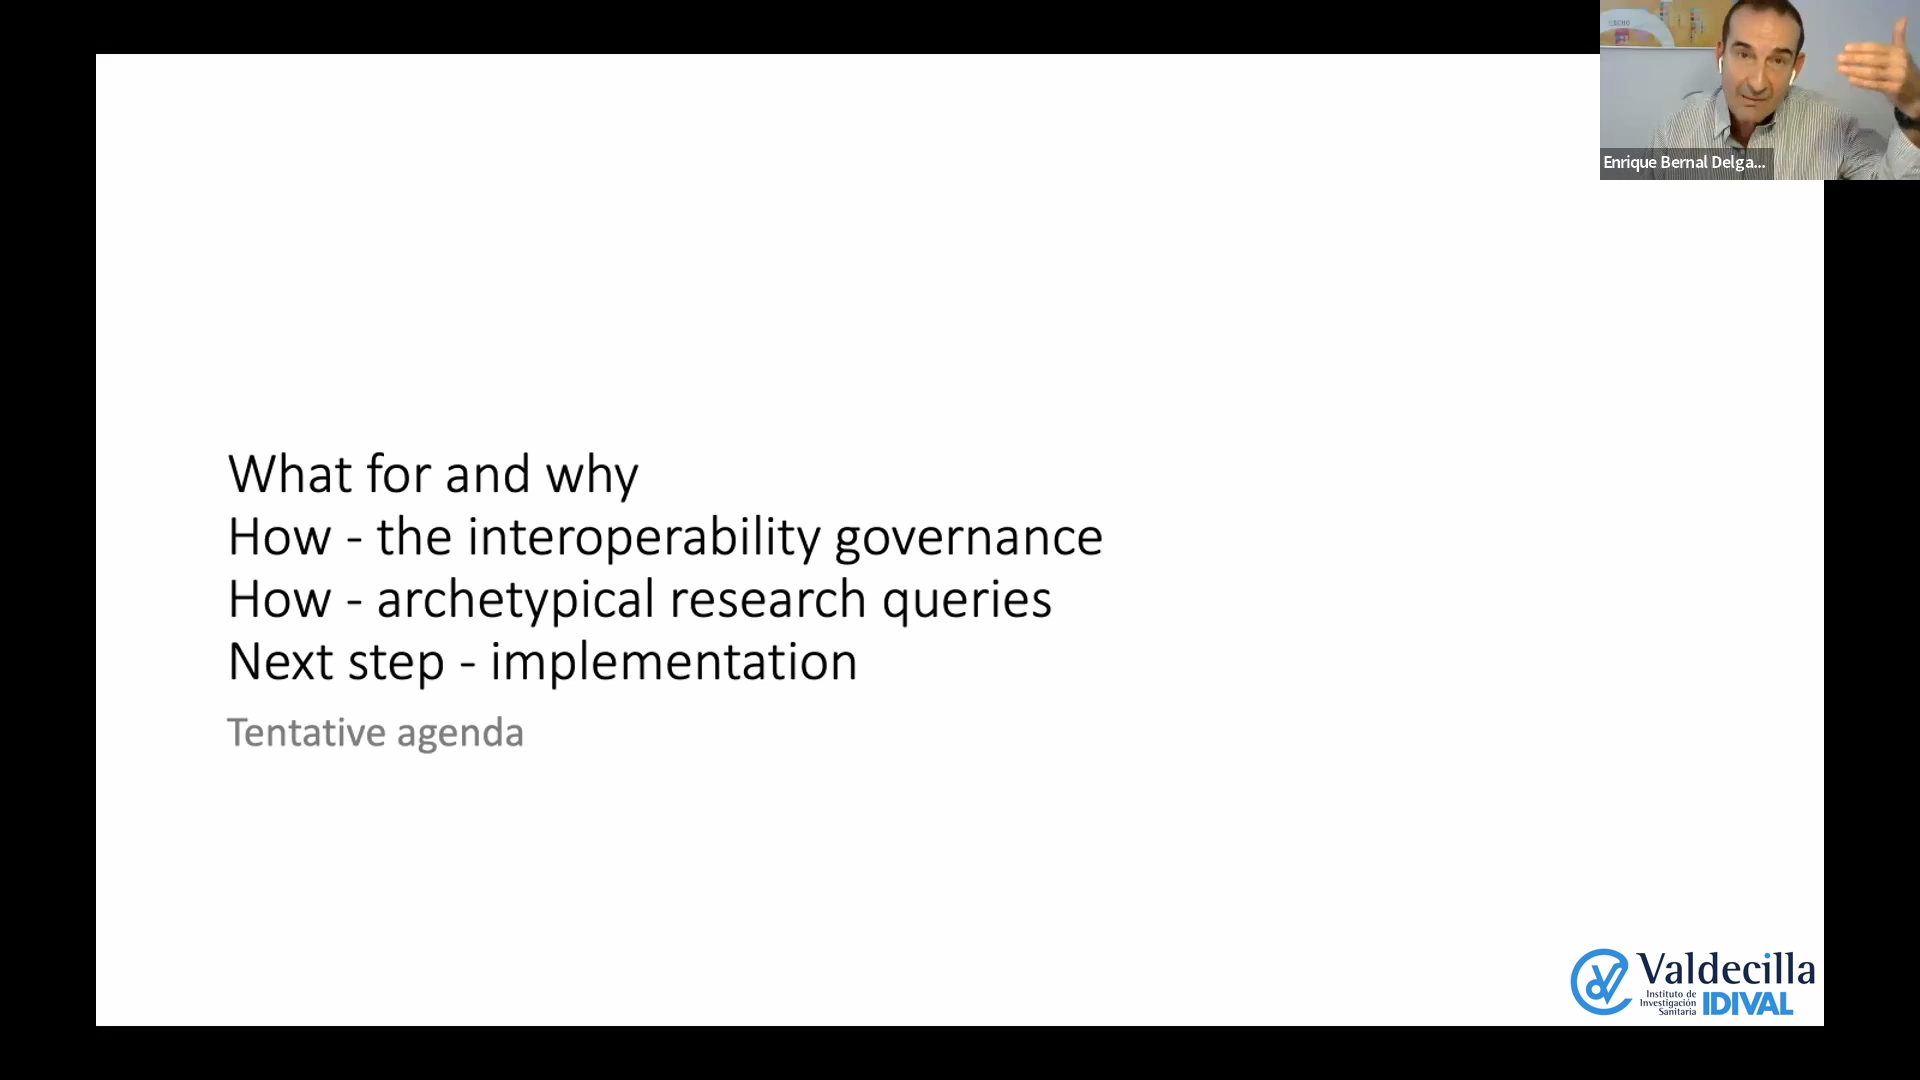 ECHO
Enrique Bernal Delga...
What for and why
How - the interoperability governance
How - archetypical research queries
Next step - implementation
Tentative agenda
Valdecilla
Instituto de
Investigación
Sanitaria
IDIVAL